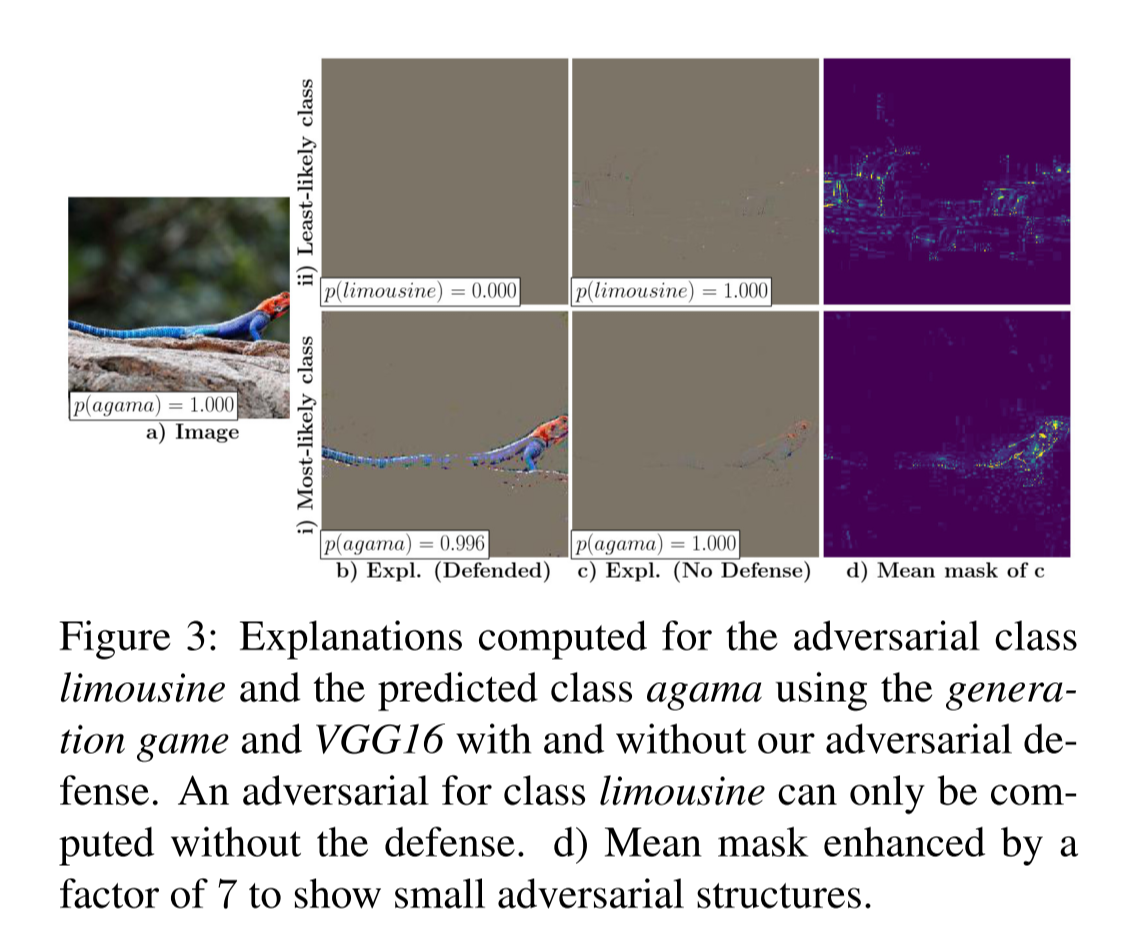 ii) Least-likely class
p(limousine) = 0.000
p(limousine) = 1.000
p(agama) = 1.000
a) Image
i) Most-likely class
p(agama) = 0.996
p(agama) = 1.000
b) Expl. (Defended)
c) Expl. (No Defense)
d) Mean mask of c
Figure 3: Explanations computed for the adversarial class
limousine and the predicted class agama using the genera-
tion game and VGG16 with and without our adversarial de-
fense. An adversarial for class limousine can only be com-
puted without the defense. d) Mean mask enhanced by a
factor of 7 to show small adversarial structures.